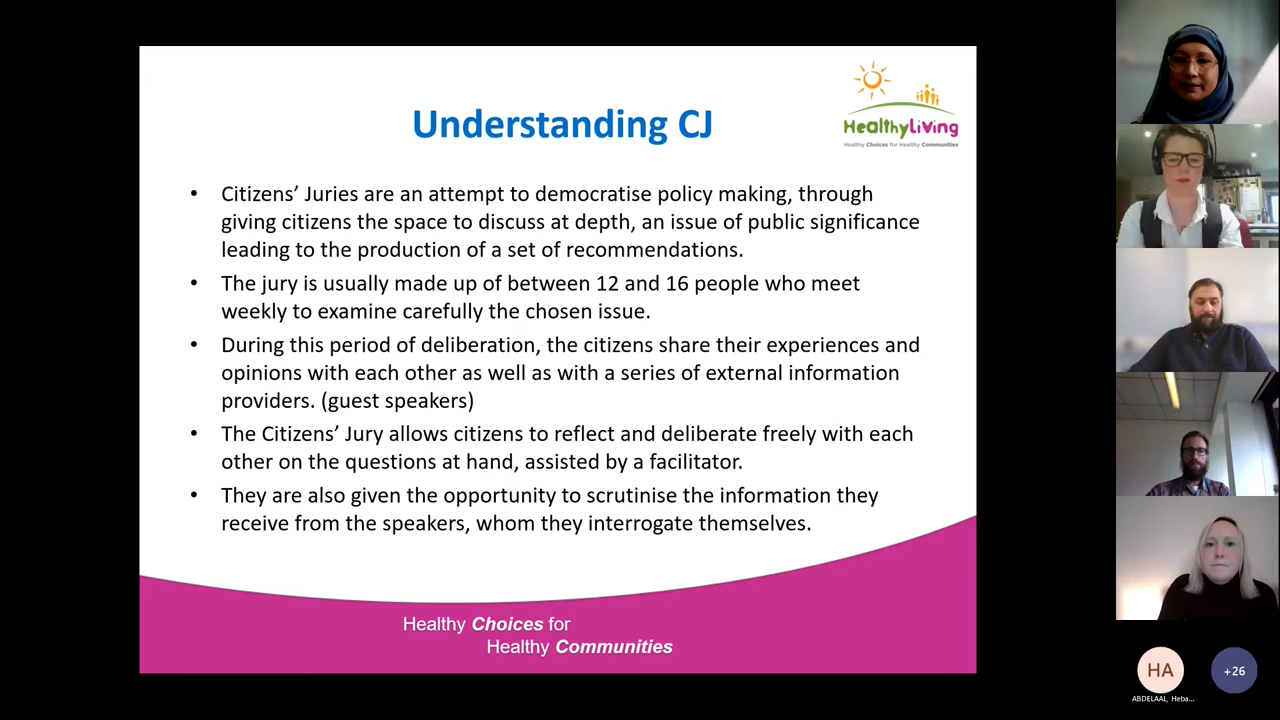 Understanding CJ
HealthyLiving
Healthy Choices for Healthy Communities
• Citizens’ Juries are an attempt to democratise policy making, through
giving citizens the space to discuss at depth, an issue of public significance
leading to the production of a set of recommendations.
• The jury is usually made up of between 12 and 16 people who meet
weekly to examine carefully the chosen issue.
• During this period of deliberation, the citizens share their experiences and
opinions with each other as well as with a series of external information
providers. (guest speakers)
• The Citizens’ Jury allows citizens to reflect and deliberate freely with each
other on the questions at hand, assisted by a facilitator.
• They are also given the opportunity to scrutinise the information they
receive from the speakers, whom they interrogate themselves.
Healthy Choices for
Healthy Communities
HA
+26
ABDELAAL, Heba...